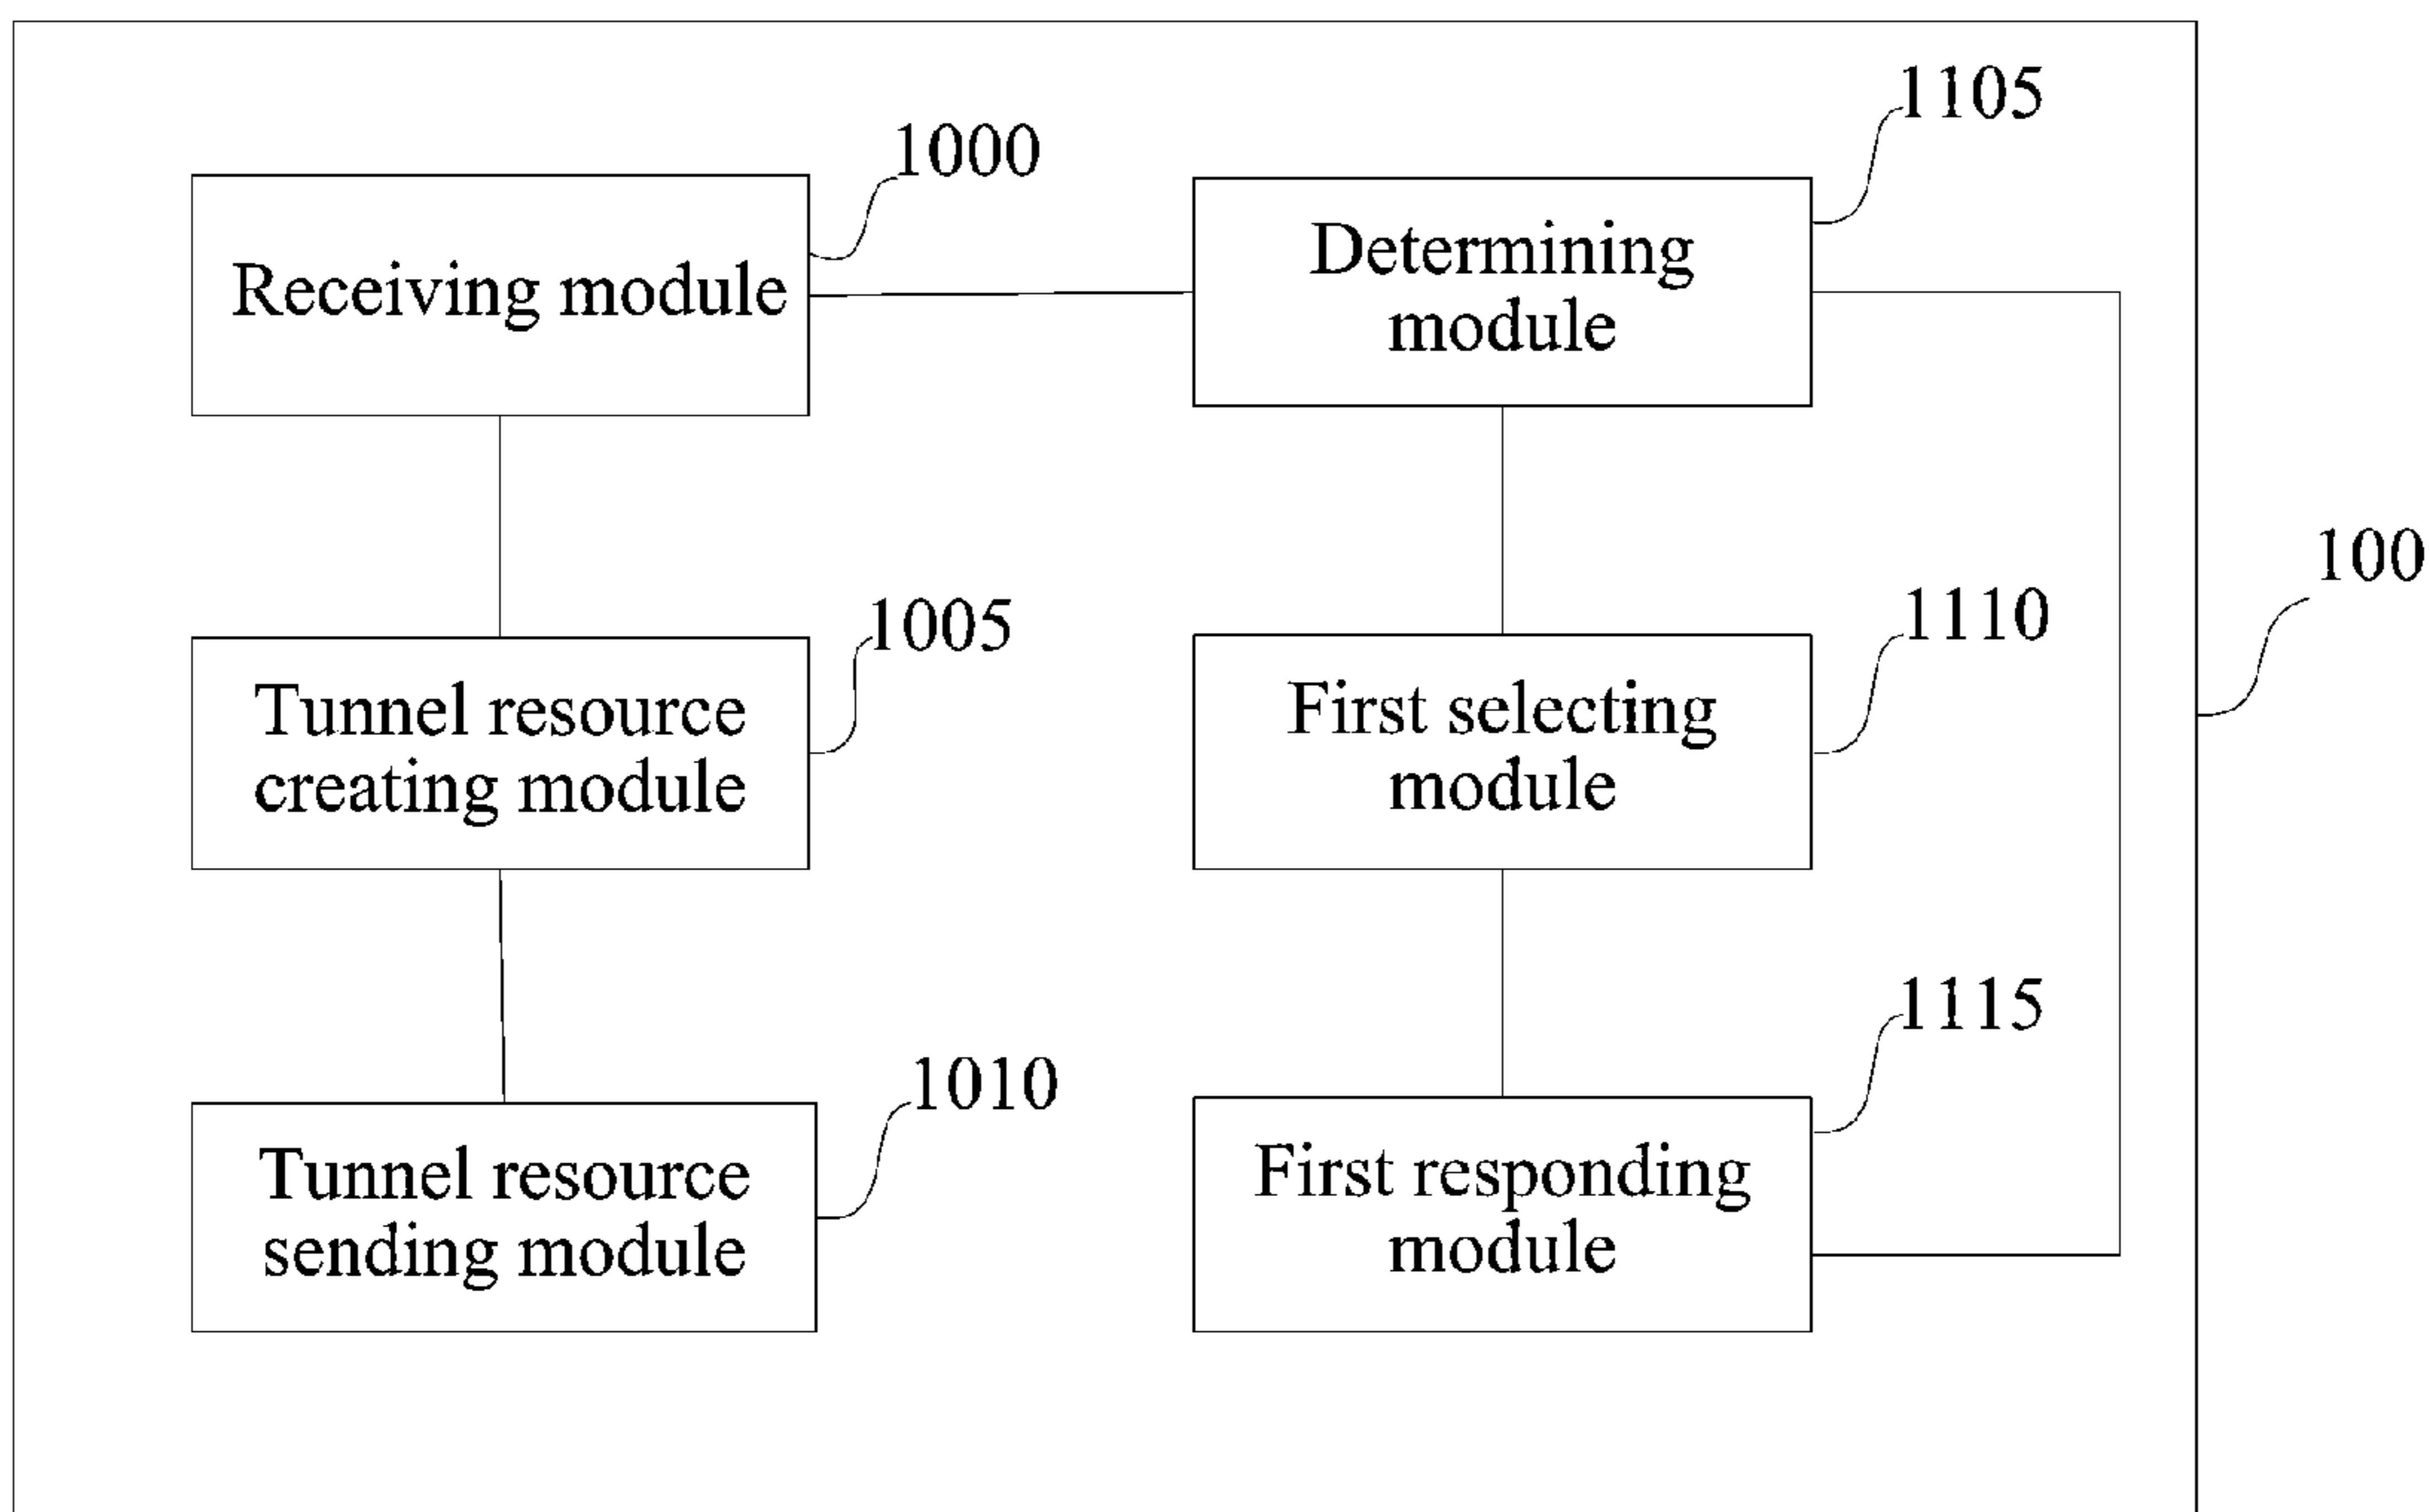 1105
1000
Receiving module
Determining
module
100
1005
1110
Tunnel resource
creating module
First selecting
module
1115
1010
Tunnel resource
sending module
First responding
module